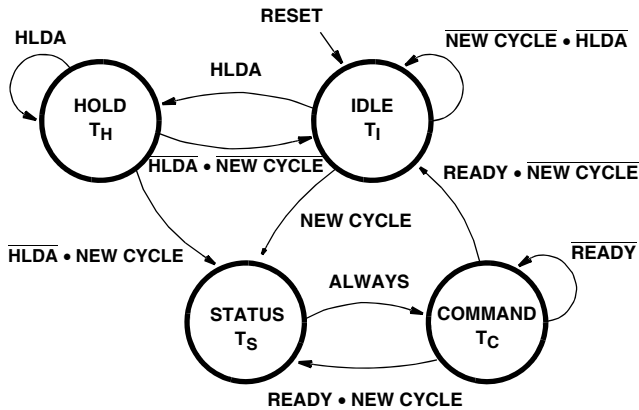 RESET
HLDA
NEW CYCLE • HLDA
HLDA
HOLD
TH
IDLE
TI
HLDA • NEW CYCLE
READY • NEW CYCLE
NEW CYCLE
HLDA • NEW CYCLE
READY
ALWAYS
STATUS
TS
COMMAND
TC
READY • NEW CYCLE